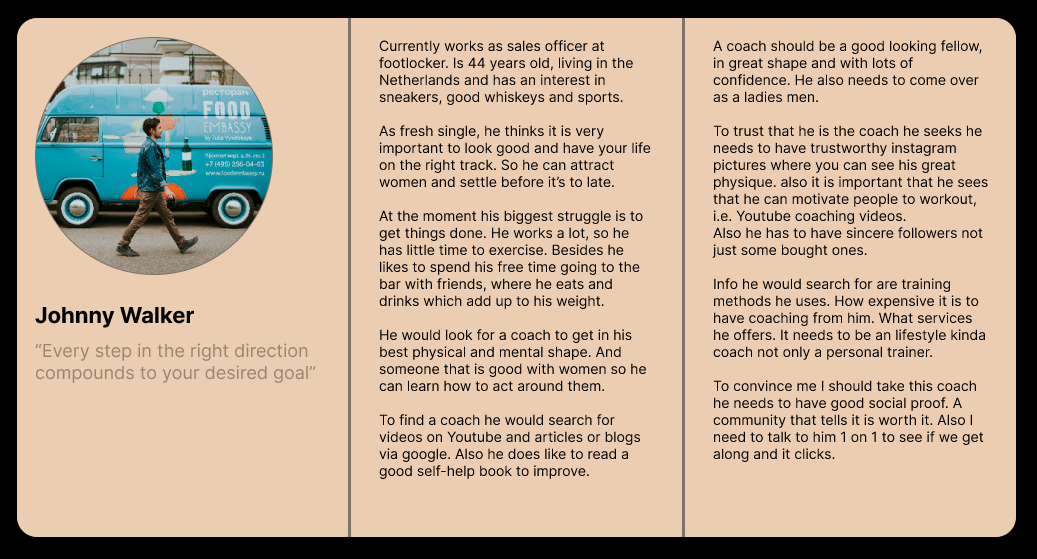 ресторан
FOOD
EMBASSY
by Julia Vysotskaya
+7 (495) 256-04-63
www.foodembassy.ru
Johnny Walker
“Every step in the right direction
compounds to your desired goal”
Currently works as sales officer at
footlocker. Is 44 years old, living in the
Netherlands and has an interest in
sneakers, good whiskeys and sports.
As fresh single, he thinks it is very
important to look good and have your life
on the right track. So he can attract
women and settle before it’s to late.
At the moment his biggest struggle is to
get things done. He works a lot, so he
has little time to exercise. Besides he
likes to spend his free time going to the
bar with friends, where he eats and
drinks which add up to his weight.
He would look for a coach to get in his
best physical and mental shape. And
someone that is good with women so he
can learn how to act around them.
To find a coach he would search for
videos on Youtube and articles or blogs
via google. Also he does like to read a
good self-help book to improve.
A coach should be a good looking fellow,
in great shape and with lots of
confidence. He also needs to come over
as a ladies men.
To trust that he is the coach he seeks he
needs to have trustworthy instagram
pictures where you can see his great
physique. also it is important that he sees
that he can motivate people to workout,
i.e. Youtube coaching videos.
Also he has to have sincere followers not
just some bought ones.
Info he would search for are training
methods he uses. How expensive it is to
have coaching from him. What services
he offers. It needs to be an lifestyle kinda
coach not only a personal trainer.
To convince me I should take this coach
he needs to have good social proof. A
community that tells it is worth it. Also I
need to talk to him 1 on 1 to see if we get
along and it clicks.